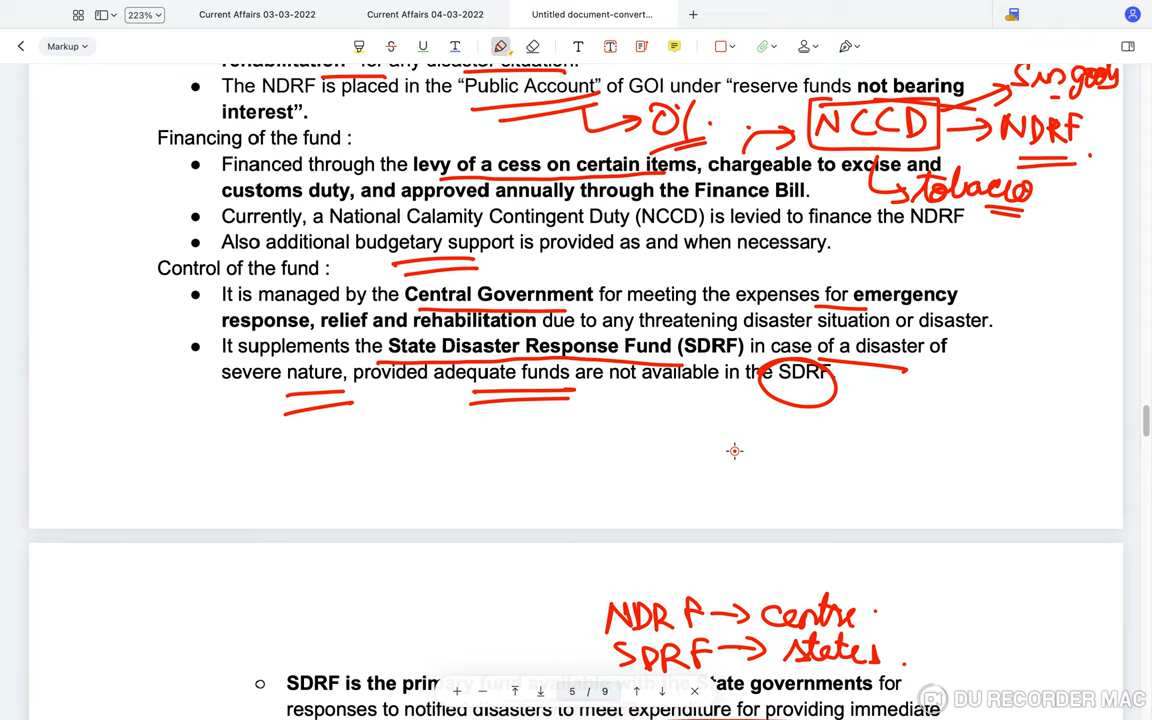 223%
Current Affairs 03-03-2022
Current Affairs 04-03-2022
Untitled document-convert...
Markup
rehabilitation" for any disaster situation.
The NDRF is placed in the “Public Account” of GOI under “reserve funds not bearing
interest”.
0%.
NCCD
Sin goods
NDRF
tobacco
Financing of the fund :
Financed through the levy of a cess on certain items, chargeable to excise and
customs duty, and approved annually through the Finance Bill.
Currently, a National Calamity Contingent Duty (NCCD) is levied to finance the NDRF
Also additional budgetary support is provided as and when necessary.
Control of the fund :
It is managed by the Central Government for meeting the expenses for emergency
response, relief and rehabilitation due to any threatening disaster situation or disaster.
It supplements the State Disaster Response Fund (SDRF) in case of a disaster of
severe nature, provided adequate funds are not available in the SDRF.
NDRF → centre.
SDRF → states.
SDRF is the prim
State governments for
responses to notified disasters to meet expenditure for providing immediate
5 / 9
DU RECORDER MAC